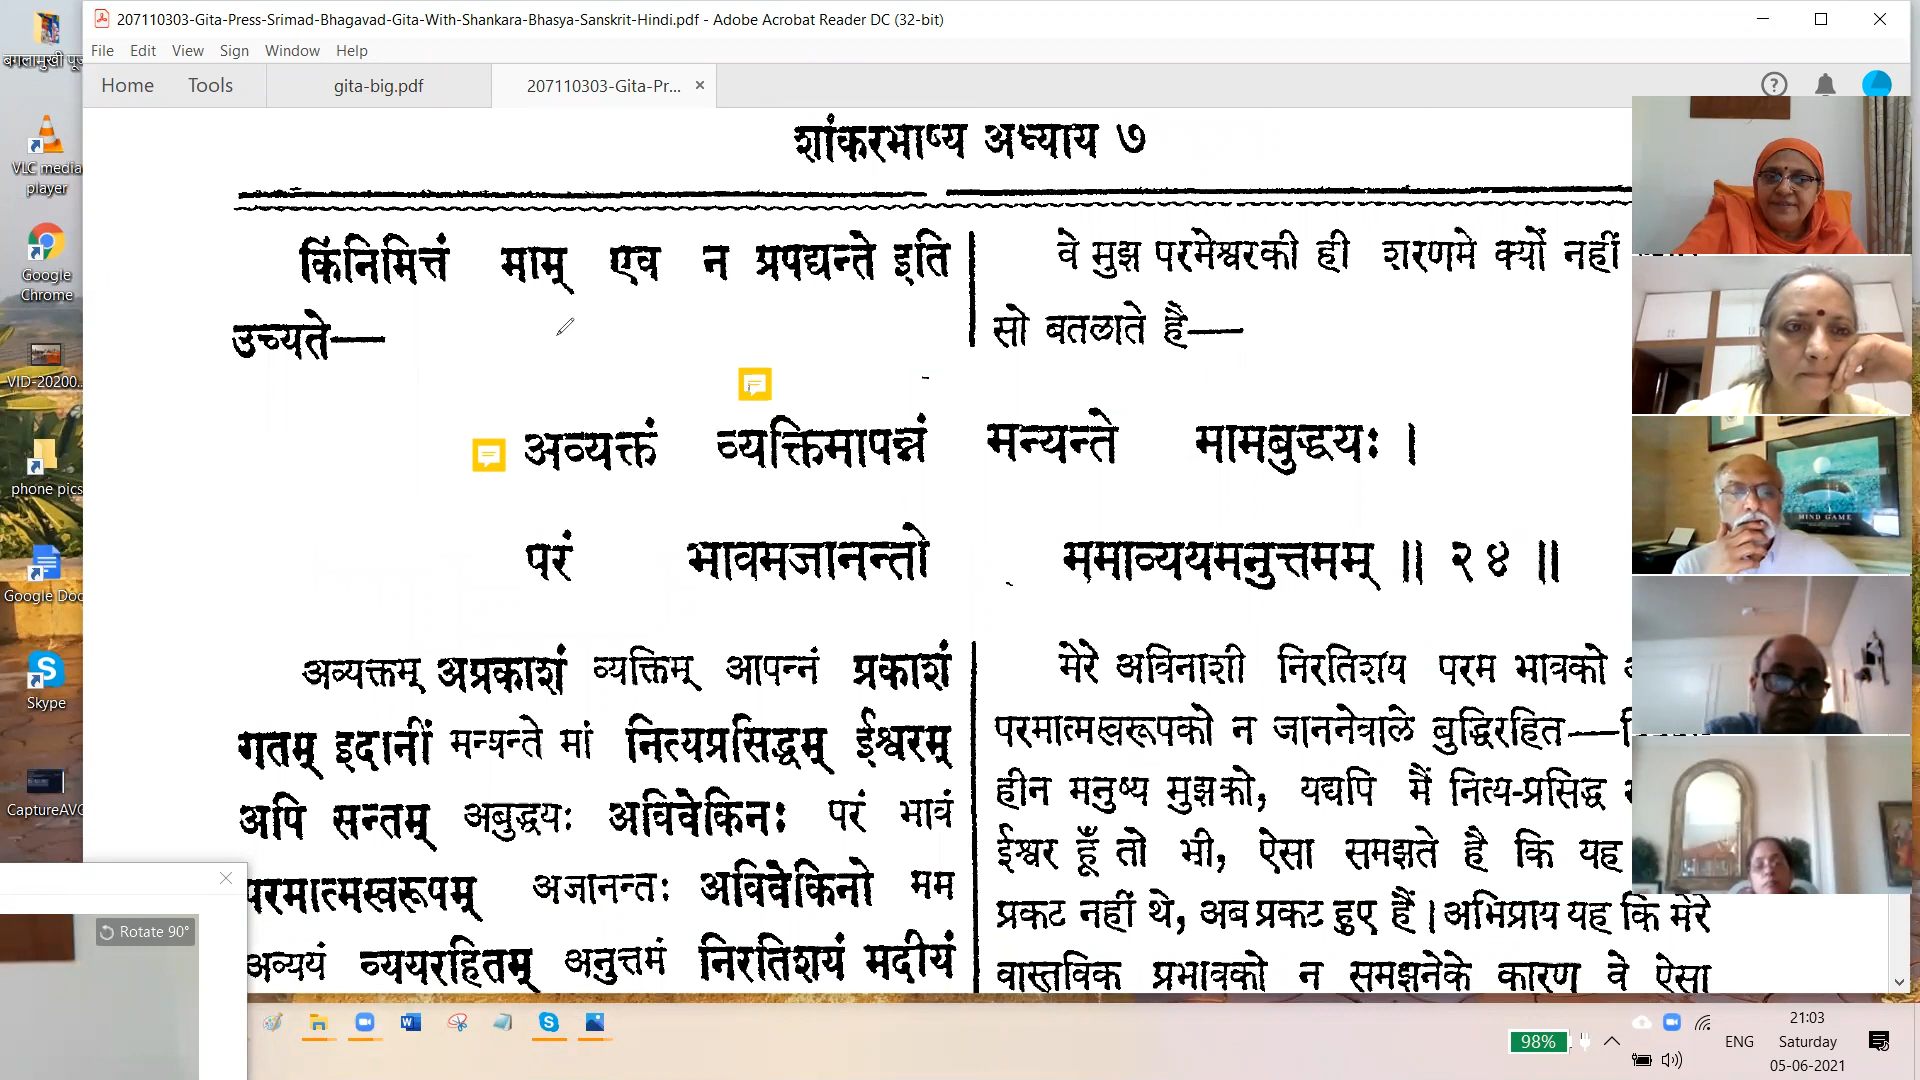 207110303-Gita-Press-Srimad-Bhagavad-Gita-With-Shankara-Bhasya-Sanskrit-Hindi.pdf - Adobe Acrobat Reader DC (32-bit)
File Edit View Sign Window Help
Home Tools gita-big.pdf 207110303-Gita-Pr...
बगलामुखी
VLC media player
Google Chrome
VID-20200...
phone pics
Google Doc
Skype
CaptureAVG
शांकरभाष्य अध्याय ७
किंनिमित्तं माम् एव न प्रपद्यन्ते इति
उच्यते—
वे मुझ परमेश्वरकी ही शरणमे क्यों नहीं
सो बतलाते है—
अव्यक्तं व्यक्तिमापन्नं मन्यन्ते मामबुद्धयः ।
परं भावमजानन्तो ममाव्ययमनुत्तमम् ॥ २४ ॥
अव्यक्तम् अप्रकाशं व्यक्तिम् आपन्नं प्रकाशं
गतम् इदानीं मन्यन्ते मां नित्यप्रसिद्धम् ईश्वरम्
अपि सन्तम् अबुद्धयः अविवेकिनः परं भावं
परमात्मस्वरूपम् अजानन्तः अविवेकिनो मम
अव्ययं व्ययरहितम् अनुत्तमं निरतिशयं मदीयं
मेरे अविनाशी निरतिशय परम भावको
परमात्मस्वरूपको न जाननेवाले बुद्धिरहित—
हीन मनुष्य मुझको, यद्यपि मैं नित्य-प्रसिद्ध
ईश्वर हूँ तो भी, ऐसा समझते है कि यह
प्रकट नहीं थे, अब प्रकट हुए हैं । अभिप्राय यह कि मेरे
वास्तविक प्रभावको न समझनेके कारण वे ऐसा
MIND GAME
Rotate 90°
98%
ENG
21:03
Saturday
05-06-2021